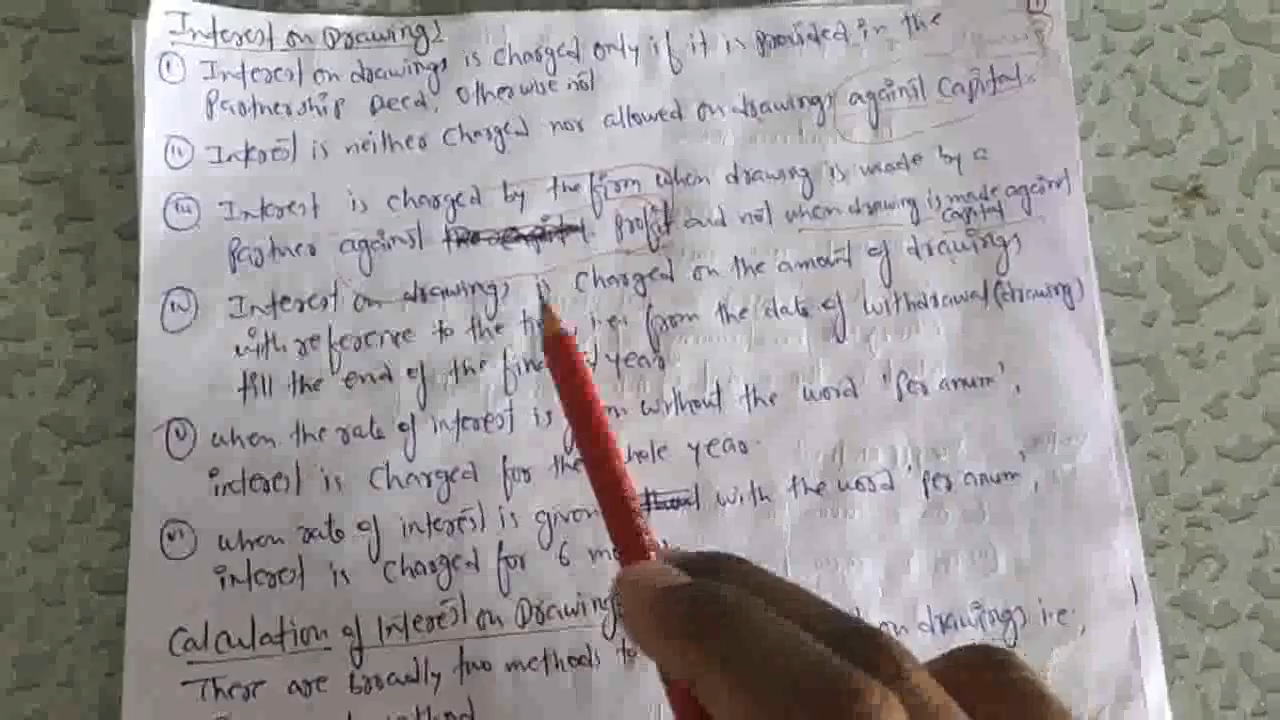 Interest on Drawings
(i) Interest on drawings is charged only if it is provided in the
Partnership Deed, otherwise not
(ii) Interest is neither charged nor allowed on drawings against Capital.
(iii) Interest is charged by the firm when drawing is made by a
Partner against Profit and not when drawing is made against
capital
(iv) Interest on drawings is charged on the amount of drawings
with reference to the i.e. from the date of withdrawal (drawing)
till the end of the year
(v) when the rate of interest is without the word 'Per anum',
interest is charged for the year.
(vi) when rate of interest is given with the word 'per anum',
interest is charged for 6
Calculation of Interest on Drawing
There are broadly two methods to on drawings i.e,